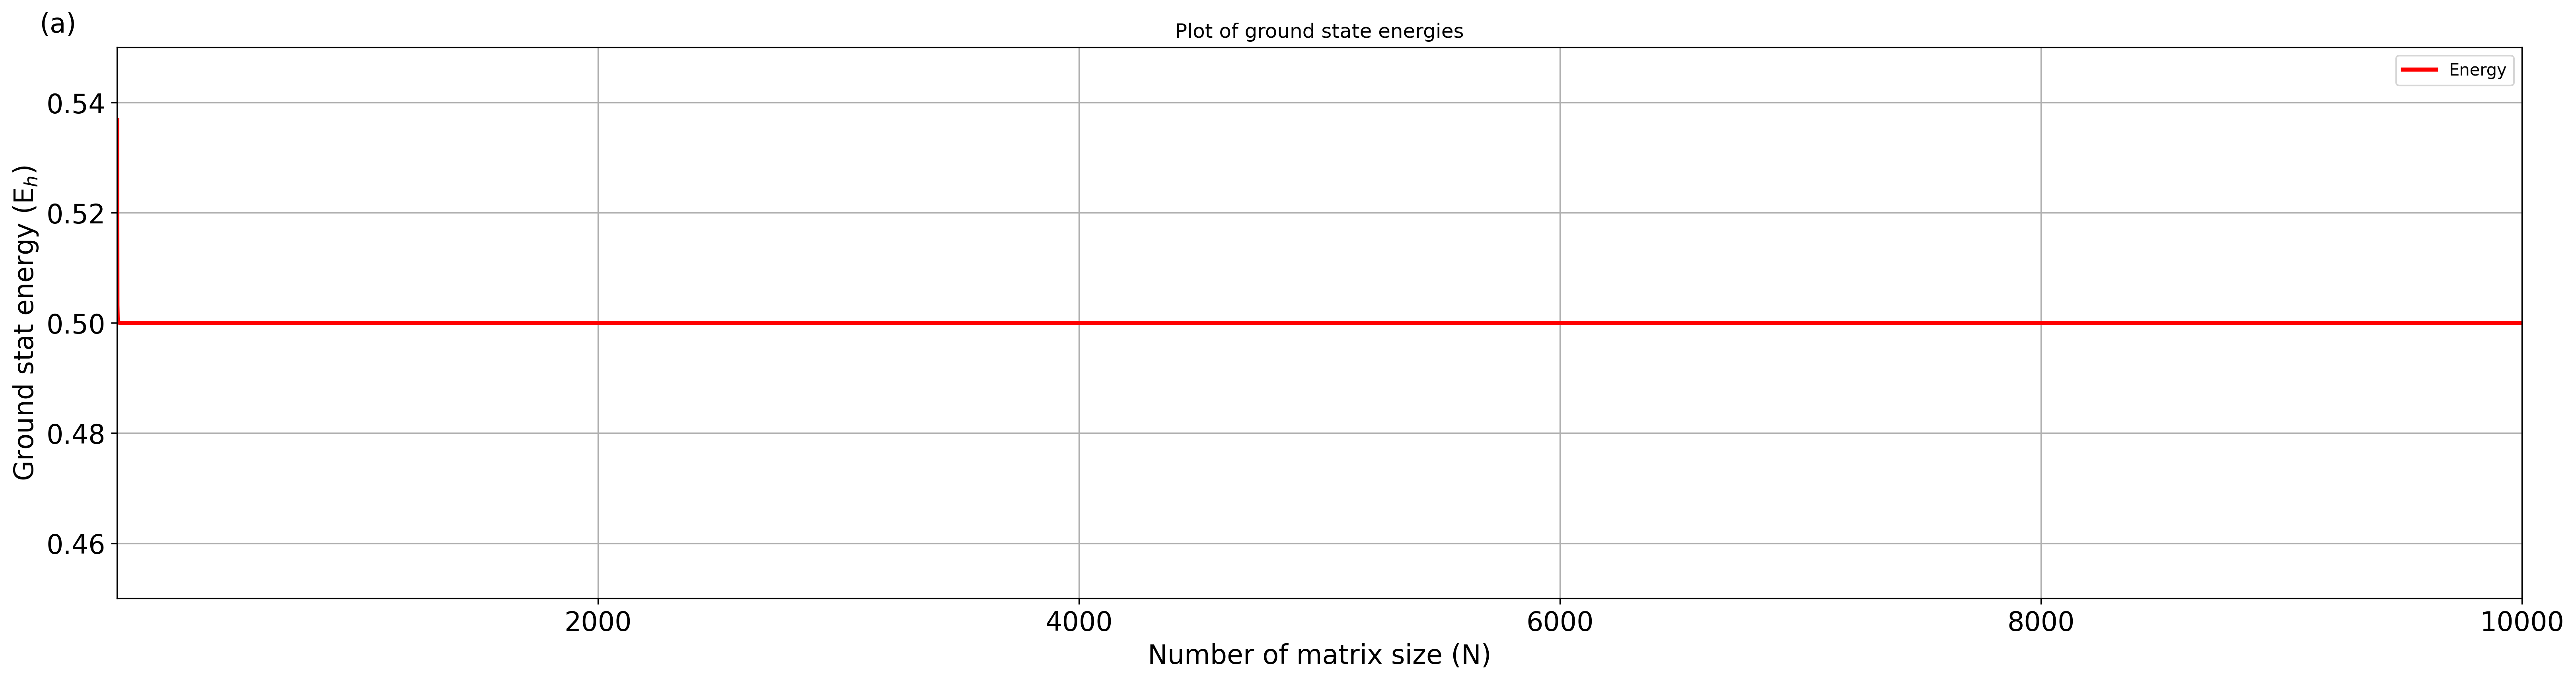 (a)
Plot of ground state energies
Energy
Ground stat energy (E_h)
0.54
0.52
0.50
0.48
0.46
2000 4000 6000 8000 10000
Number of matrix size (N)